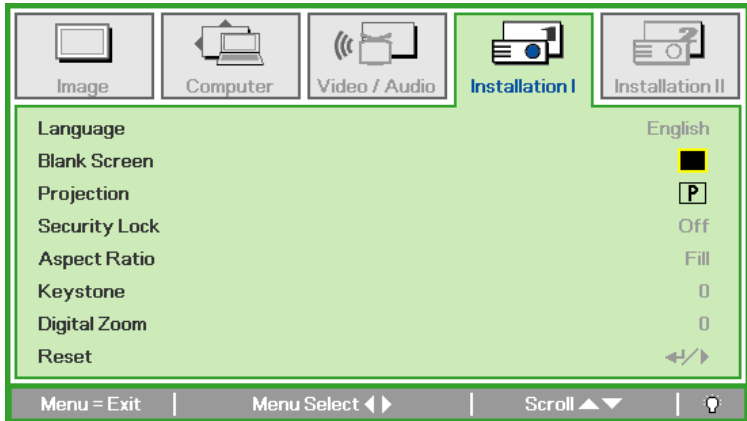 Image Computer Video / Audio Installation I Installation II
Language English
Blank Screen
Projection P
Security Lock Off
Aspect Ratio Fill
Keystone 0
Digital Zoom 0
Reset
Menu = Exit Menu Select Scroll